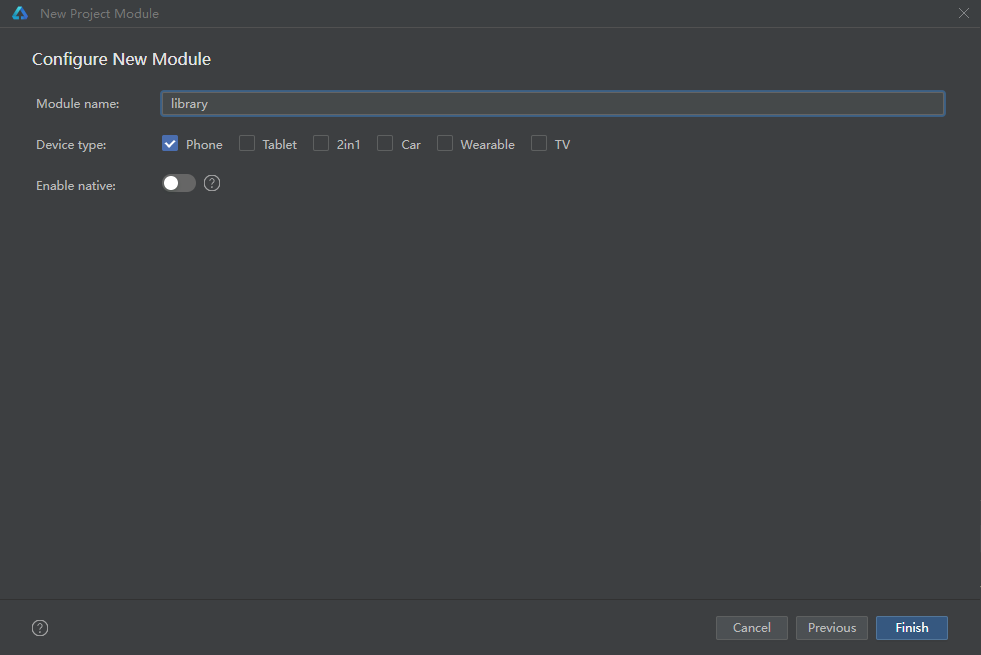 New Project Module
Configure New Module
Module name: library
Device type: Phone Tablet 2in1 Car Wearable TV
Enable native: ?
? Cancel Previous Finish